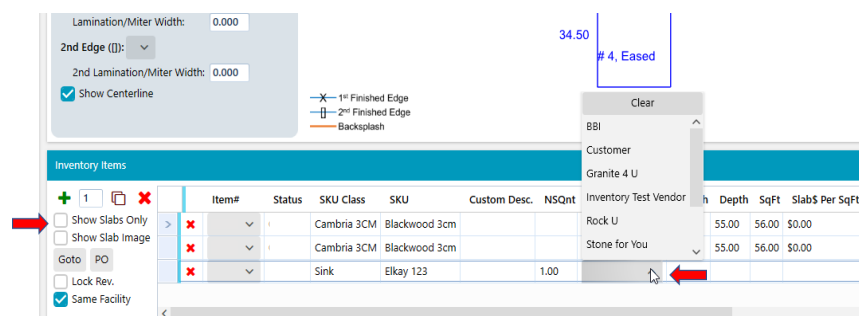 Lamination/Miter Width: 0.000
34.50
2nd Edge ([]):
# 4, Eased
2nd Lamination/Miter Width: 0.000
Show Centerline
1st Finished Edge
2nd Finished Edge
Backsplash
Clear
BBI
Customer
Granite 4 U
Inventory Test Vendor
Rock U
Stone for You
Inventory Items
1
Item# Status SKU Class SKU Custom Desc. NSQnt h Depth SqFt Slab$ Per SqFt
Show Slabs Only
Cambria 3CM Blackwood 3cm 55.00 56.00 $0.00
Show Slab Image
Cambria 3CM Blackwood 3cm 55.00 56.00 $0.00
Goto PO
Sink Elkay 123 1.00
Lock Rev.
Same Facility